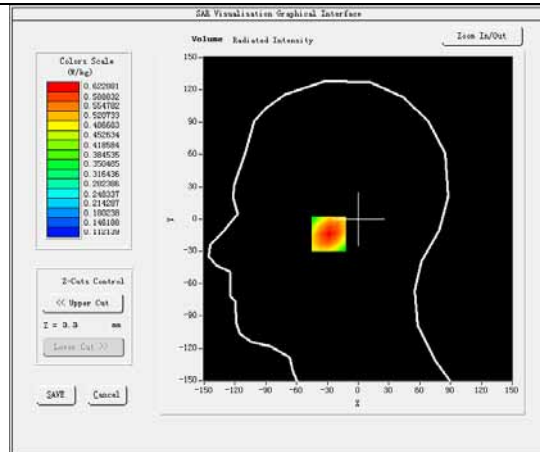 SAR Visualisation Graphical Interface
Volume Radiated Intensity
Zoom In/Out
Colors Scale
(W/kg)
0.622881
0.588832
0.554782
0.520733
0.486683
0.452634
0.418584
0.384535
0.350485
0.316436
0.282386
0.248337
0.214287
0.180238
0.146188
0.112139
150
120
90
60
30
0
-30
-60
-90
-120
-150
Y
-150 -120 -90 -60 -30 0 30 60 90 120 150
X
Z-Cuts Control
<< Upper Cut
Z = 3.3 mm
Lower Cut >>
SAVE Cancel